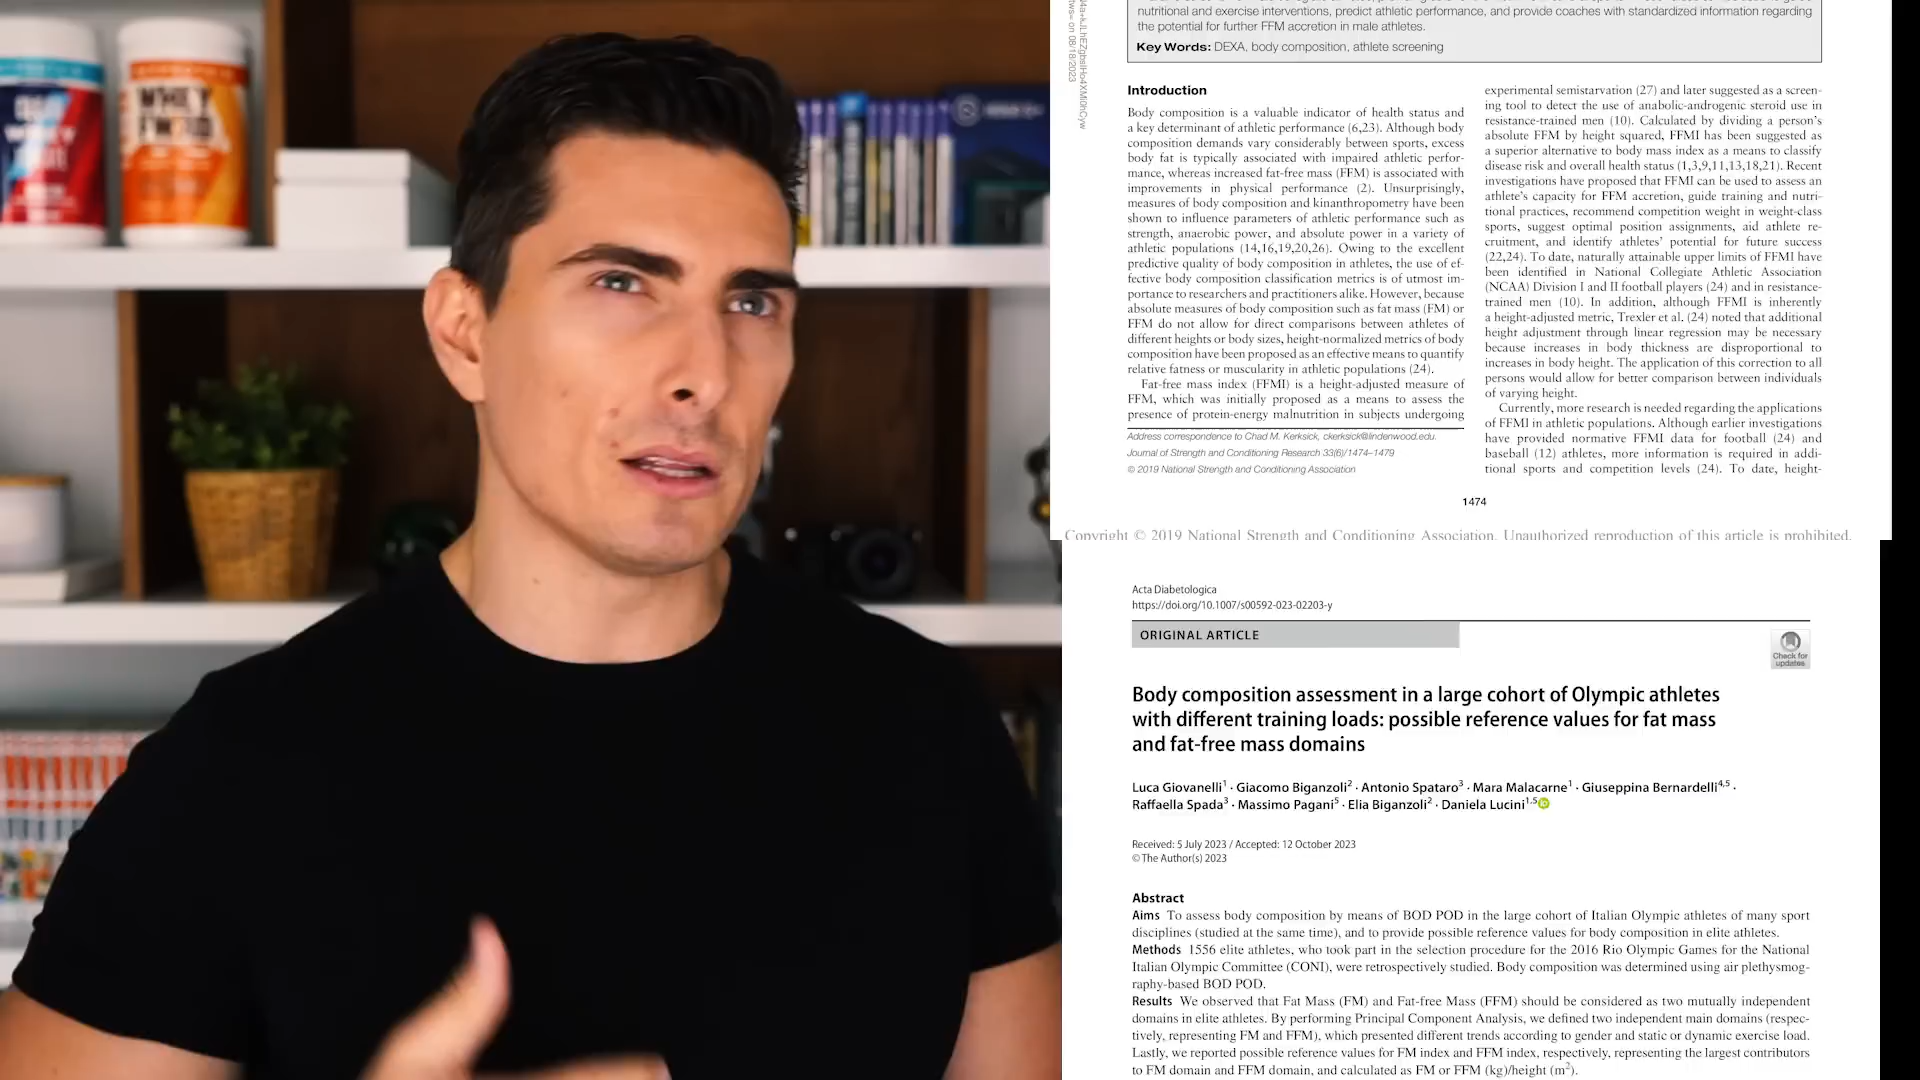 WHEY
nutritional and exercise interventions, predict athletic performance, and provide coaches with standardized information regarding
the potential for further FFM accretion in male athletes.
Key Words: DEXA, body composition, athlete screening
Introduction
Body composition is a valuable indicator of health status and
a key determinant of athletic performance (6,23). Although body
composition demands vary considerably between sports, excess
body fat is typically associated with impaired athletic perfor-
mance, whereas increased fat-free mass (FFM) is associated with
improvements in physical performance (2). Unsurprisingly,
measures of body composition and kinanthropometry have been
shown to influence parameters of athletic performance such as
strength, anaerobic power, and absolute power in a variety of
athletic populations (14,16,19,20,26). Owing to the excellent
predictive quality of body composition in athletes, the use of ef-
fective body composition classification metrics is of utmost im-
portance to researchers and practitioners alike. However, because
absolute measures of body composition such as fat mass (FM) or
FFM do not allow for direct comparisons between athletes of
different heights or body sizes, height-normalized metrics of body
composition have been proposed as an effective means to quantify
relative fatness or muscularity in athletic populations (24).
Fat-free mass index (FFMI) is a height-adjusted measure of
FFM, which was initially proposed as a means to assess the
presence of protein-energy malnutrition in subjects undergoing
Address correspondence to Chad M. Kerksick, ckerksick@lindenwood.edu.
Journal of Strength and Conditioning Research 33(6)/1474–1479
© 2019 National Strength and Conditioning Association
experimental semistarvation (27) and later suggested as a screen-
ing tool to detect the use of anabolic-androgenic steroid use in
resistance-trained men (10). Calculated by dividing a person's
absolute FFM by height squared, FFMI has been suggested as
a superior alternative to body mass index as a means to classify
disease risk and overall health status (1,3,9,11,13,18,21). Recent
investigations have proposed that FFMI can be used to assess an
athlete's capacity for FFM accretion, guide training and nutri-
tional practices, recommend competition weight in weight-class
sports, suggest optimal position assignments, aid athlete re-
cruitment, and identify athletes' potential for future success
(22,24). To date, naturally attainable upper limits of FFMI have
been identified in National Collegiate Athletic Association
(NCAA) Division I and II football players (24) and in resistance-
trained men (10). In addition, although FFMI is inherently
a height-adjusted metric, Trexler et al. (24) noted that additional
height adjustment through linear regression may be necessary
because increases in body thickness are disproportional to
increases in body height. The application of this correction to all
persons would allow for better comparison between individuals
of varying height.
Currently, more research is needed regarding the applications
of FFMI in athletic populations. Although earlier investigations
have provided normative FFMI data for football (24) and
baseball (12) athletes, more information is required in addi-
tional sports and competition levels (24). To date, height-
1474
Copyright © 2019 National Strength and Conditioning Association. Unauthorized reproduction of this article is prohibited.
Acta Diabetologica
https://doi.org/10.1007/s00592-023-02203-y
ORIGINAL ARTICLE
Check for
updates
Body composition assessment in a large cohort of Olympic athletes
with different training loads: possible reference values for fat mass
and fat-free mass domains
Luca Giovanelli1 · Giacomo Biganzoli2 · Antonio Spataro3 · Mara Malacarne1 · Giuseppina Bernardelli4,5 ·
Raffaella Spada3 · Massimo Pagani5 · Elia Biganzoli2 · Daniela Lucini1,5
Received: 5 July 2023 / Accepted: 12 October 2023
© The Author(s) 2023
Abstract
Aims To assess body composition by means of BOD POD in the large cohort of Italian Olympic athletes of many sport
disciplines (studied at the same time), and to provide possible reference values for body composition in elite athletes.
Methods 1556 elite athletes, who took part in the selection procedure for the 2016 Rio Olympic Games for the National
Italian Olympic Committee (CONI), were retrospectively studied. Body composition was determined using air plethysmog-
raphy-based BOD POD.
Results We observed that Fat Mass (FM) and Fat-free Mass (FFM) should be considered as two mutually independent
domains in elite athletes. By performing Principal Component Analysis, we defined two independent main domains (respec-
tively, representing FM and FFM), which presented different trends according to gender and static or dynamic exercise load.
Lastly, we reported possible reference values for FM index and FFM index, respectively, representing the largest contributors
to FM domain and FFM domain, and calculated as FM or FFM (kg)/height (m2).